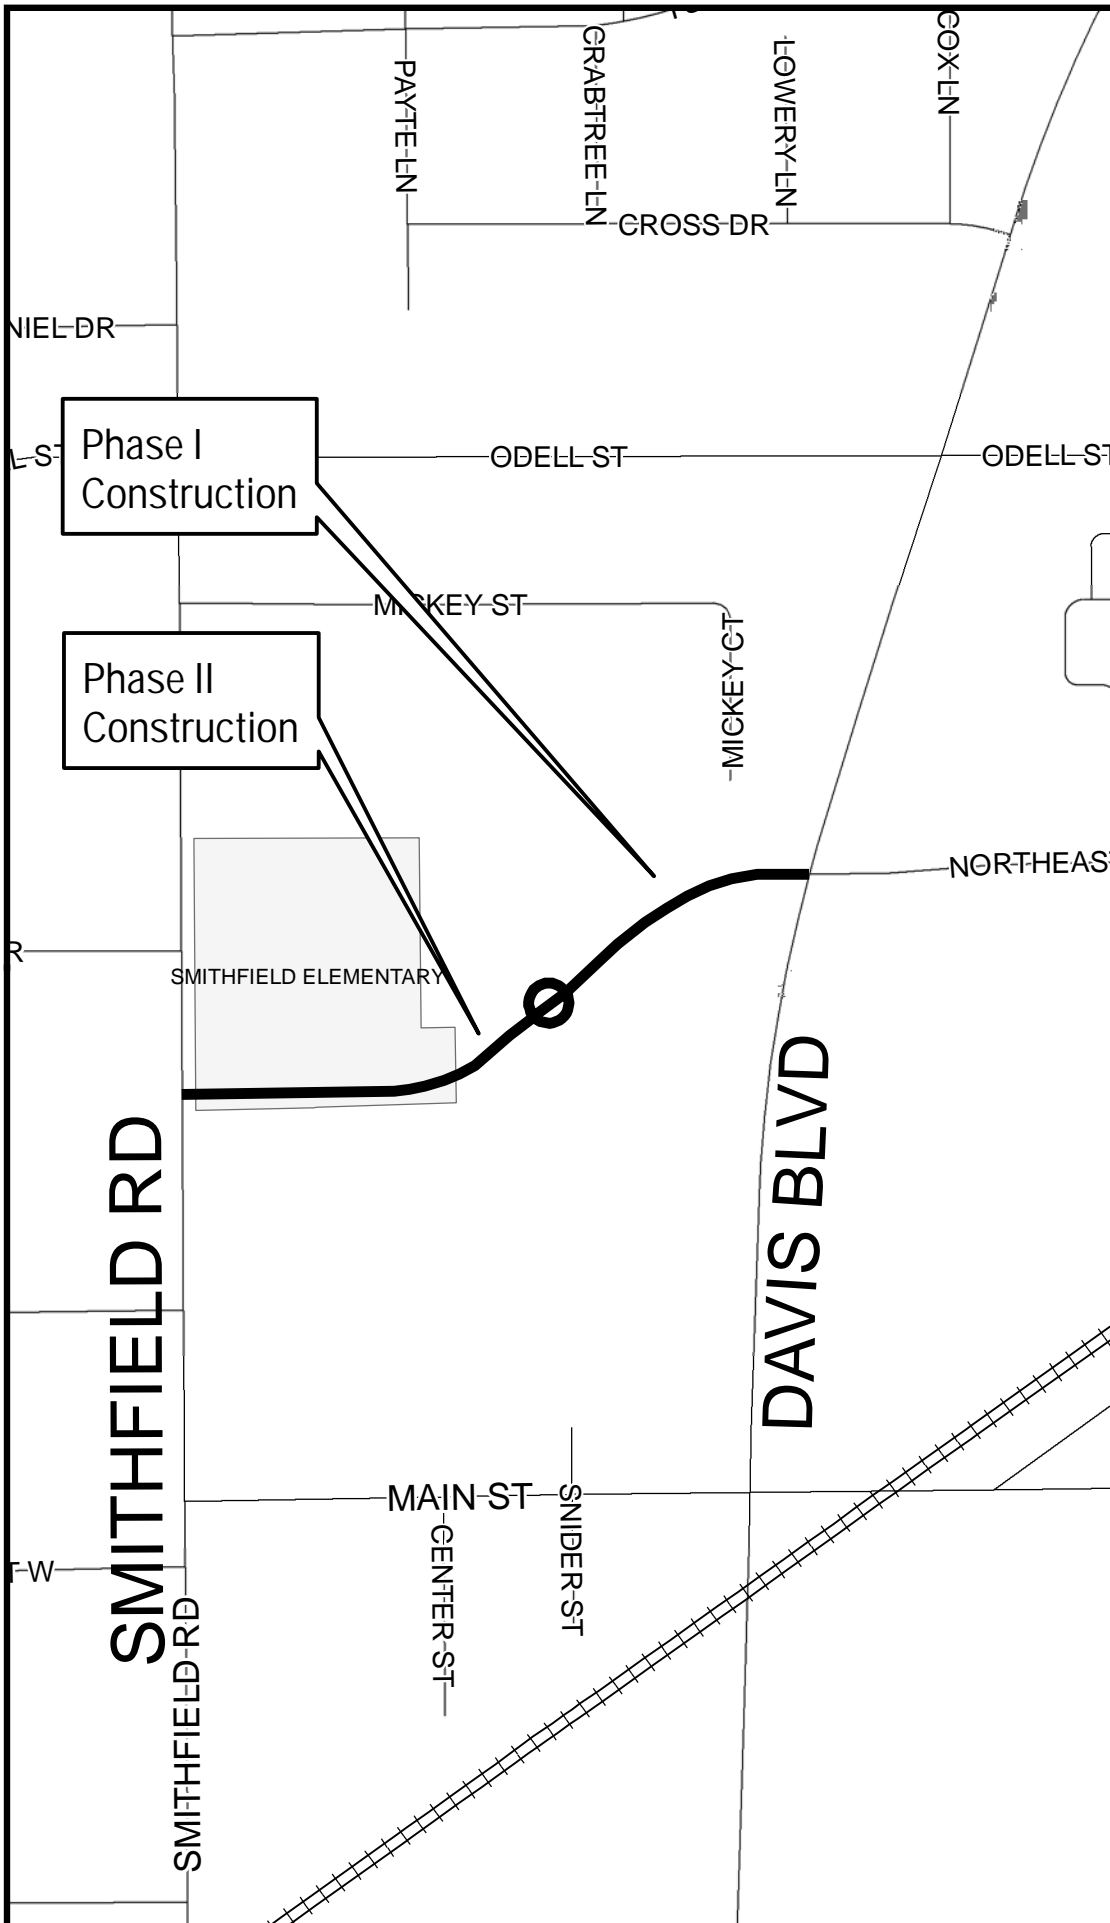 PAYTE LN
CRABTREE LN
LOWERY LN
COX LN
CROSS DR
NIEL DR
Phase I
Construction
L ST
ODELL ST
ODELL ST
MICKEY ST
MICKEY CT
Phase II
Construction
NORTHEAST
R
SMITHFIELD ELEMENTARY
SMITHFIELD RD
DAVIS BLVD
MAIN ST
SNIDER ST
CENTER ST
T W
SMITHFIELD RD